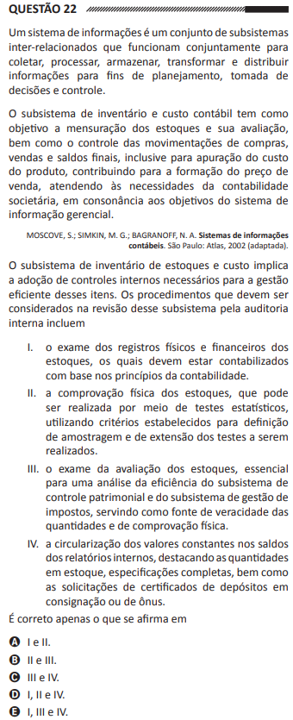 QUESTÃO 22
Um sistema de informações é um conjunto de subsistemas
inter-relacionados que funcionam conjuntamente para
coletar, processar, armazenar, transformar e distribuir
informações para fins de planejamento, tomada de
decisões e controle.
O subsistema de inventário e custo contábil tem como
objetivo a mensuração dos estoques e sua avaliação,
bem como o controle das movimentações de compras,
vendas e saldos finais, inclusive para apuração do custo
do produto, contribuindo para a formação do preço de
venda, atendendo às necessidades da contabilidade
societária, em consonância aos objetivos do sistema de
informação gerencial.
MOSCOVE, S.; SIMKIN, M. G.; BAGRANOFF, N. A. Sistemas de informações
contábeis. São Paulo: Atlas, 2002 (adaptada).
O subsistema de inventário de estoques e custo implica
a adoção de controles internos necessários para a gestão
eficiente desses itens. Os procedimentos que devem ser
considerados na revisão desse subsistema pela auditoria
interna incluem
I. o exame dos registros físicos e financeiros dos
estoques, os quais devem estar contabilizados
com base nos princípios da contabilidade.
II. a comprovação física dos estoques, que pode
ser realizada por meio de testes estatísticos,
utilizando critérios estabelecidos para definição
de amostragem e de extensão dos testes a serem
realizados.
III. o exame da avaliação dos estoques, essencial
para uma análise da eficiência do subsistema de
controle patrimonial e do subsistema de gestão de
impostos, servindo como fonte de veracidade das
quantidades e de comprovação física.
IV. a circularização dos valores constantes nos saldos
dos relatórios internos, destacando as quantidades
em estoque, especificações completas, bem como
as solicitações de certificados de depósitos em
consignação ou de ônus.
É correto apenas o que se afirma em
A I e II.
B II e III.
C III e IV.
D I, II e IV.
E I, III e IV.